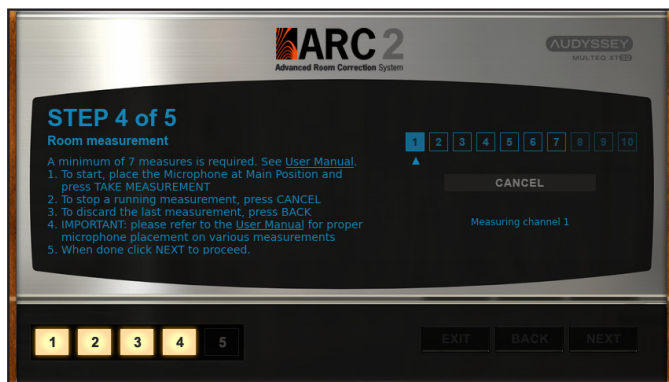 ARC 2
Advanced Room Correction System
AUDYSSEY
MULTEQ XT32
STEP 4 of 5
Room measurement
A minimum of 7 measures is required. See User Manual.
1. To start, place the Microphone at Main Position and
press TAKE MEASUREMENT
2. To stop a running measurement, press CANCEL
3. To discard the last measurement, press BACK
4. IMPORTANT: please refer to the User Manual for proper
microphone placement on various measurements
5. When done click NEXT to proceed.
1 2 3 4 5 6 7 8 9 10
CANCEL
Measuring channel 1
1 2 3 4 5
EXIT BACK NEXT